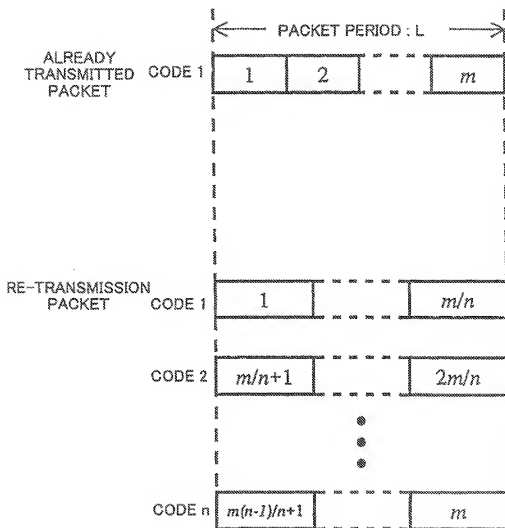 PACKET PERIOD : L
ALREADY
TRANSMITTED
PACKET
CODE 1
1 2 m
RE-TRANSMISSION
PACKET
CODE 1
1 m/n
CODE 2
m/n+1 2m/n
CODE n
m(n-1)/n+1 m